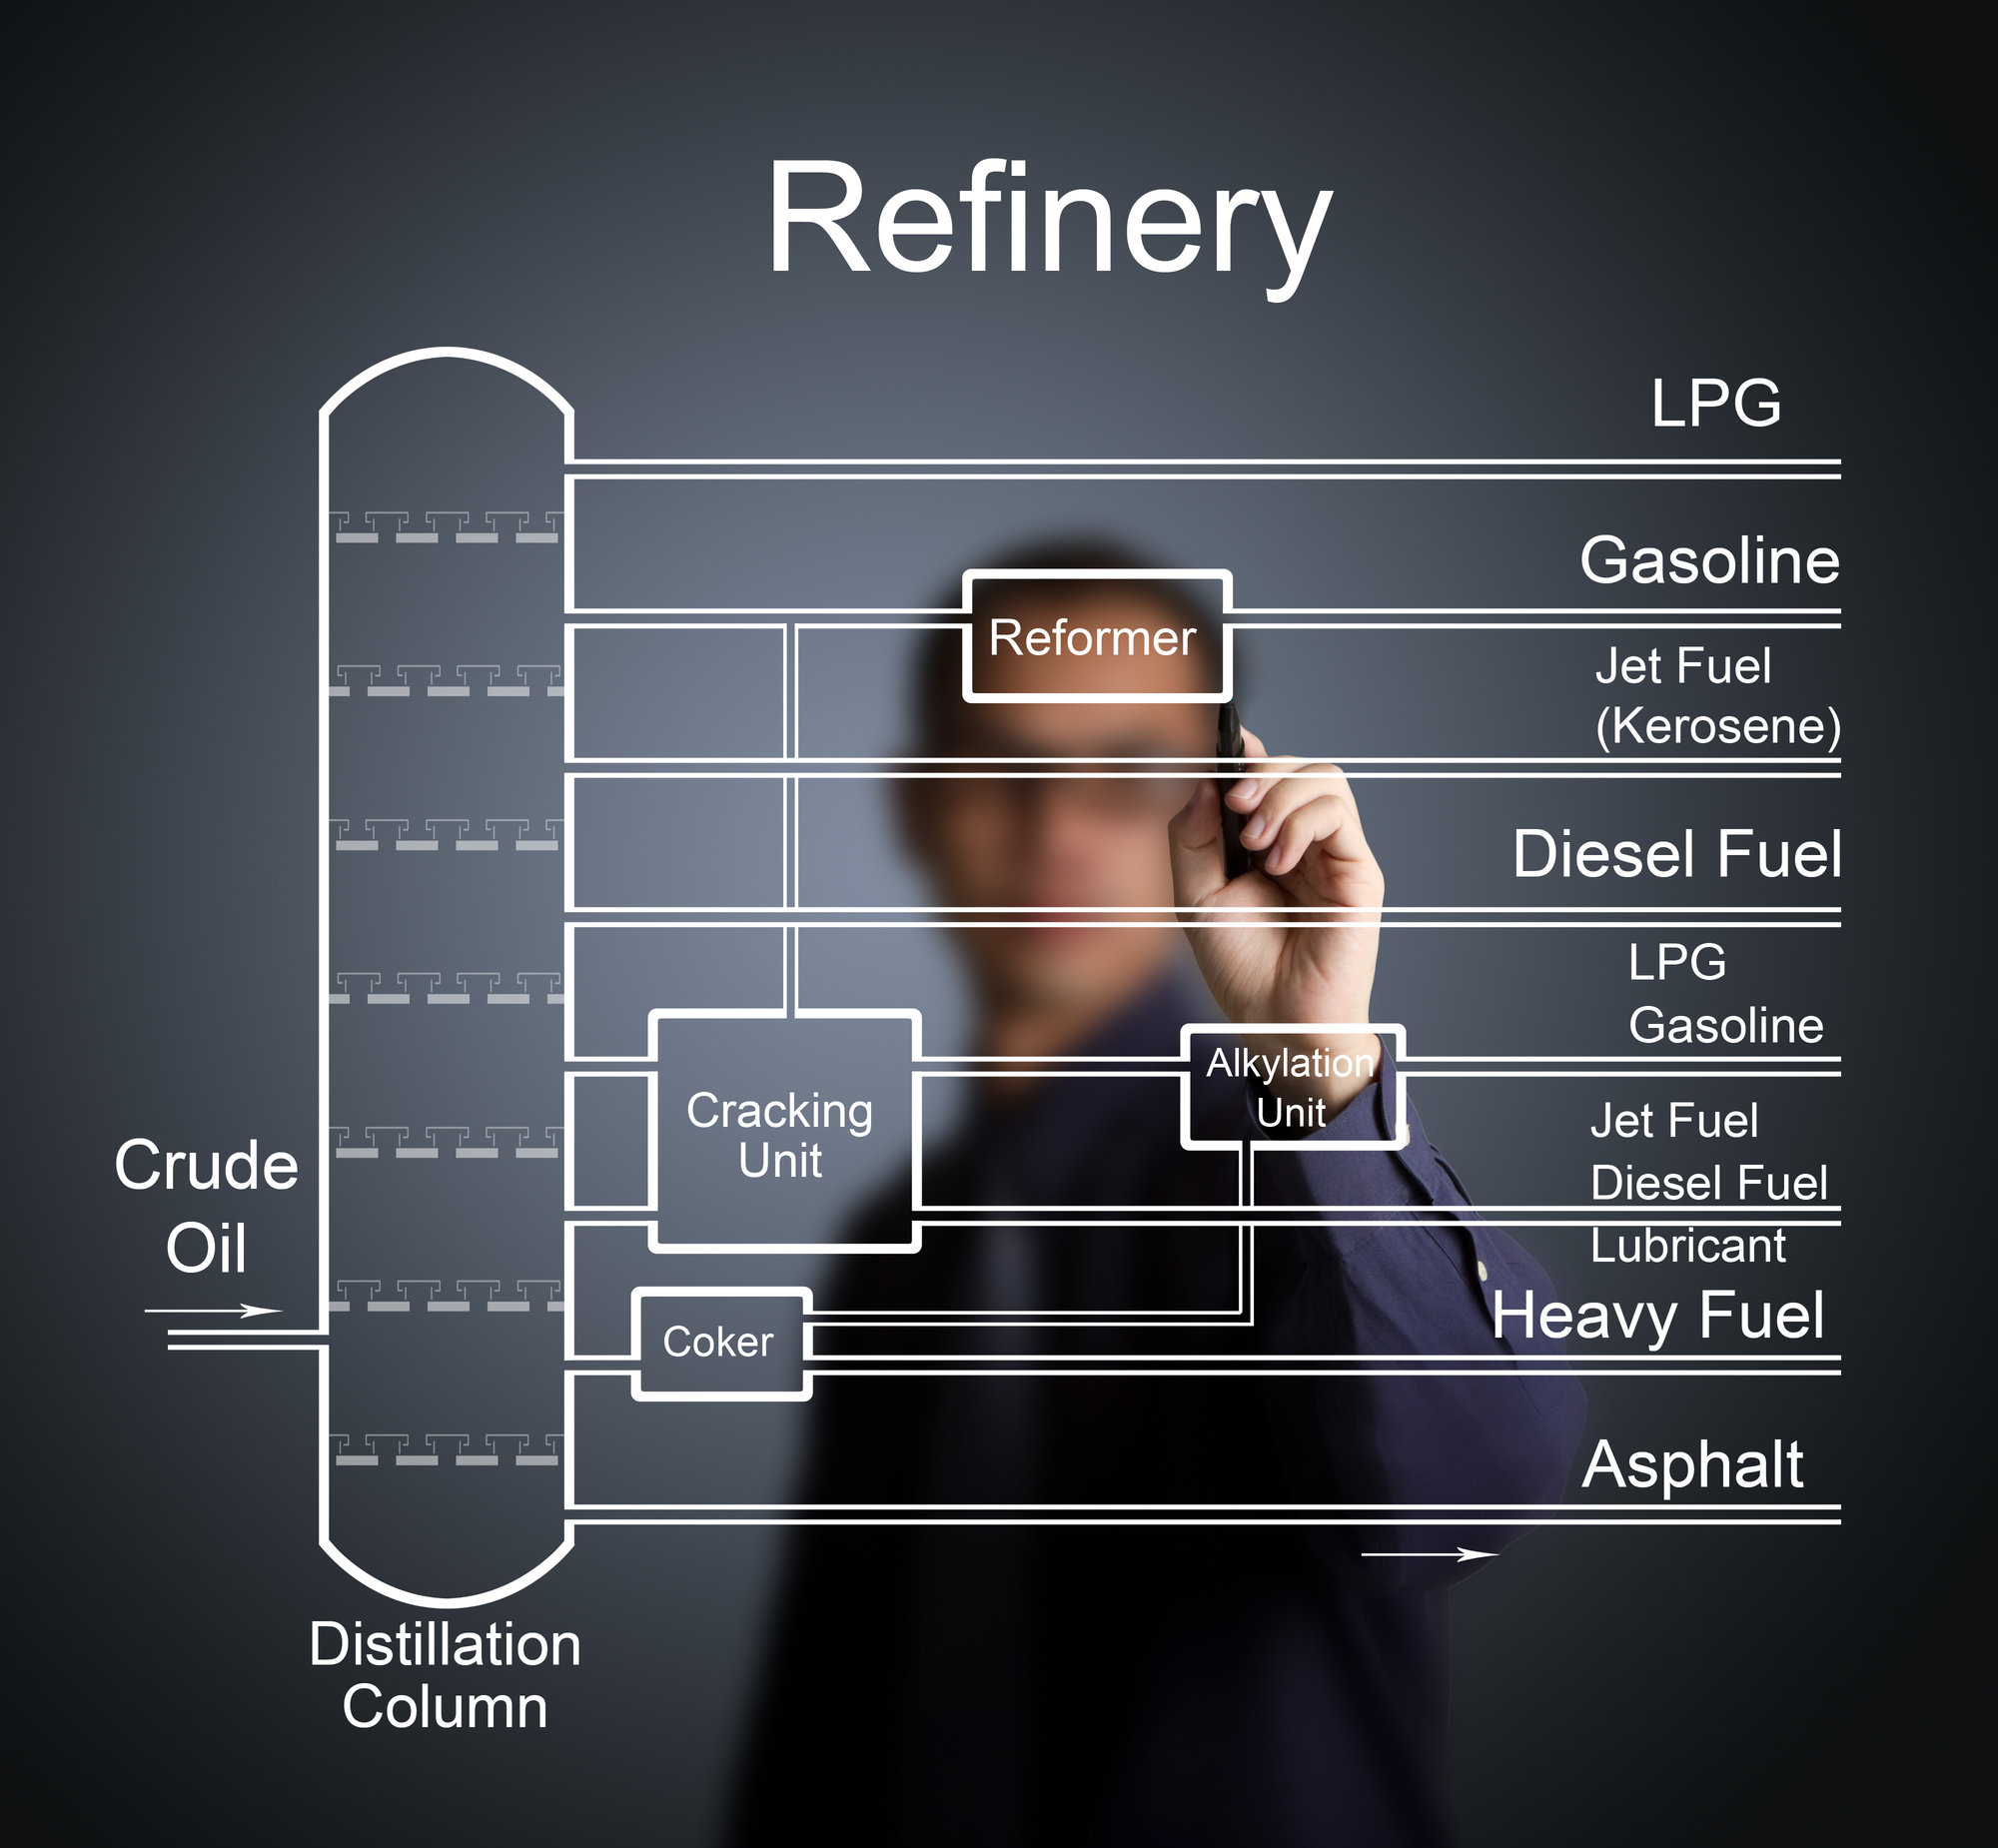 Refinery
LPG
Gasoline
Reformer
Jet Fuel
(Kerosene)
Diesel Fuel
LPG
Gasoline
Alkylation
Unit
Cracking
Unit
Jet Fuel
Diesel Fuel
Lubricant
Crude
Oil
Coker
Heavy Fuel
Asphalt
Distillation
Column